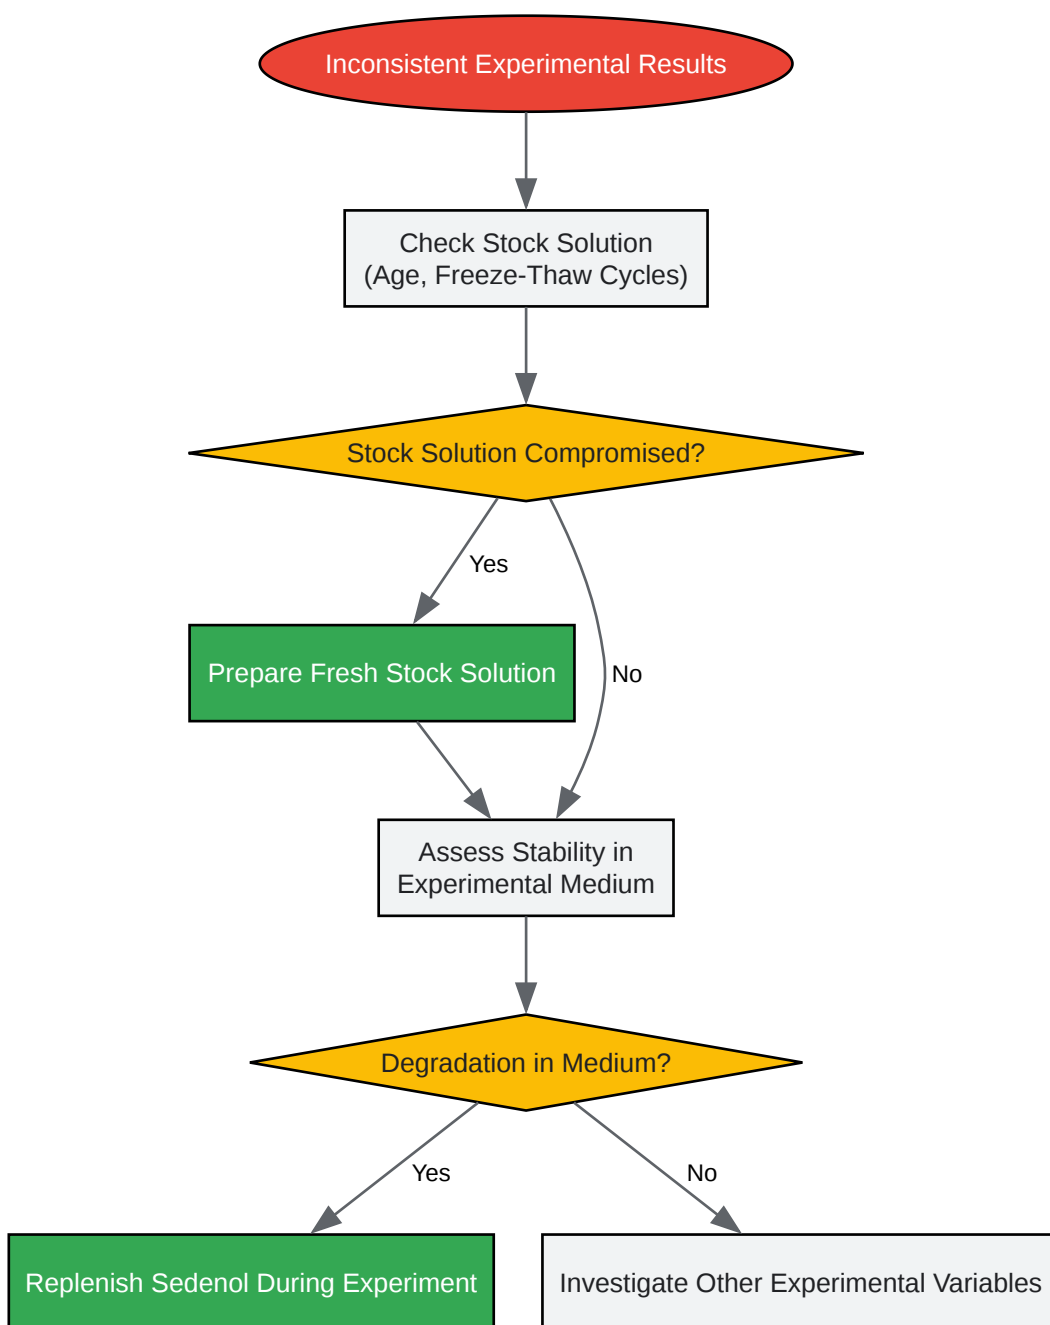 Inconsistent Experimental Results
Check Stock Solution
(Age, Freeze-Thaw Cycles)
Stock Solution Compromised?
Yes
Prepare Fresh Stock Solution
No
Assess Stability in
Experimental Medium
Degradation in Medium?
Yes
No
Replenish Sedenol During Experiment
Investigate Other Experimental Variables